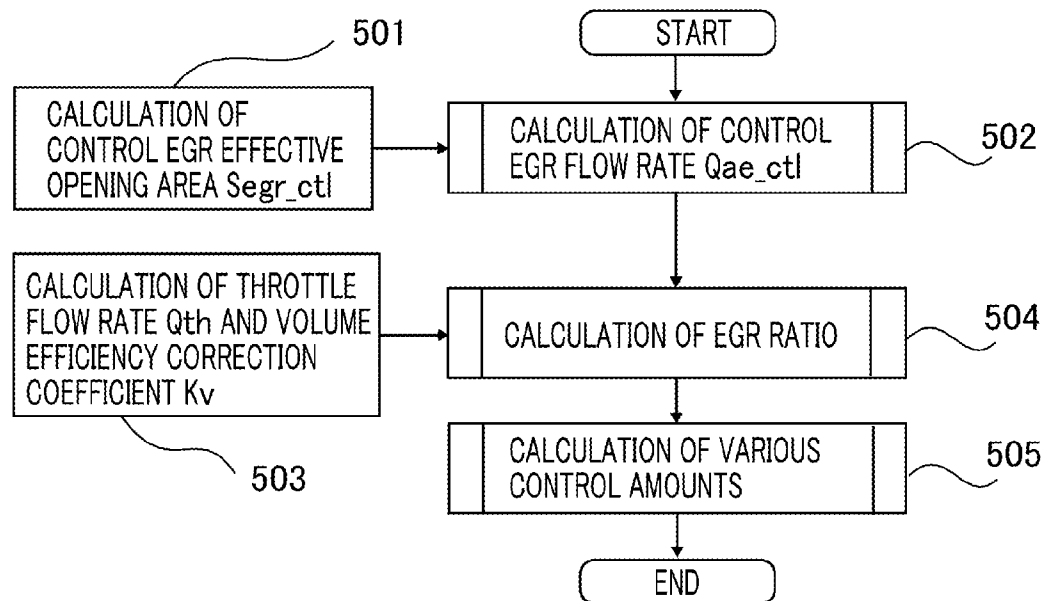 501
START
CALCULATION OF
CONTROL EGR EFFECTIVE
OPENING AREA Segr_ctl
CALCULATION OF CONTROL
EGR FLOW RATE Qae_ctl
502
CALCULATION OF THROTTLE
FLOW RATE Qth AND VOLUME
EFFICIENCY CORRECTION
COEFFICIENT Kv
503
CALCULATION OF EGR RATIO
504
CALCULATION OF VARIOUS
CONTROL AMOUNTS
505
END